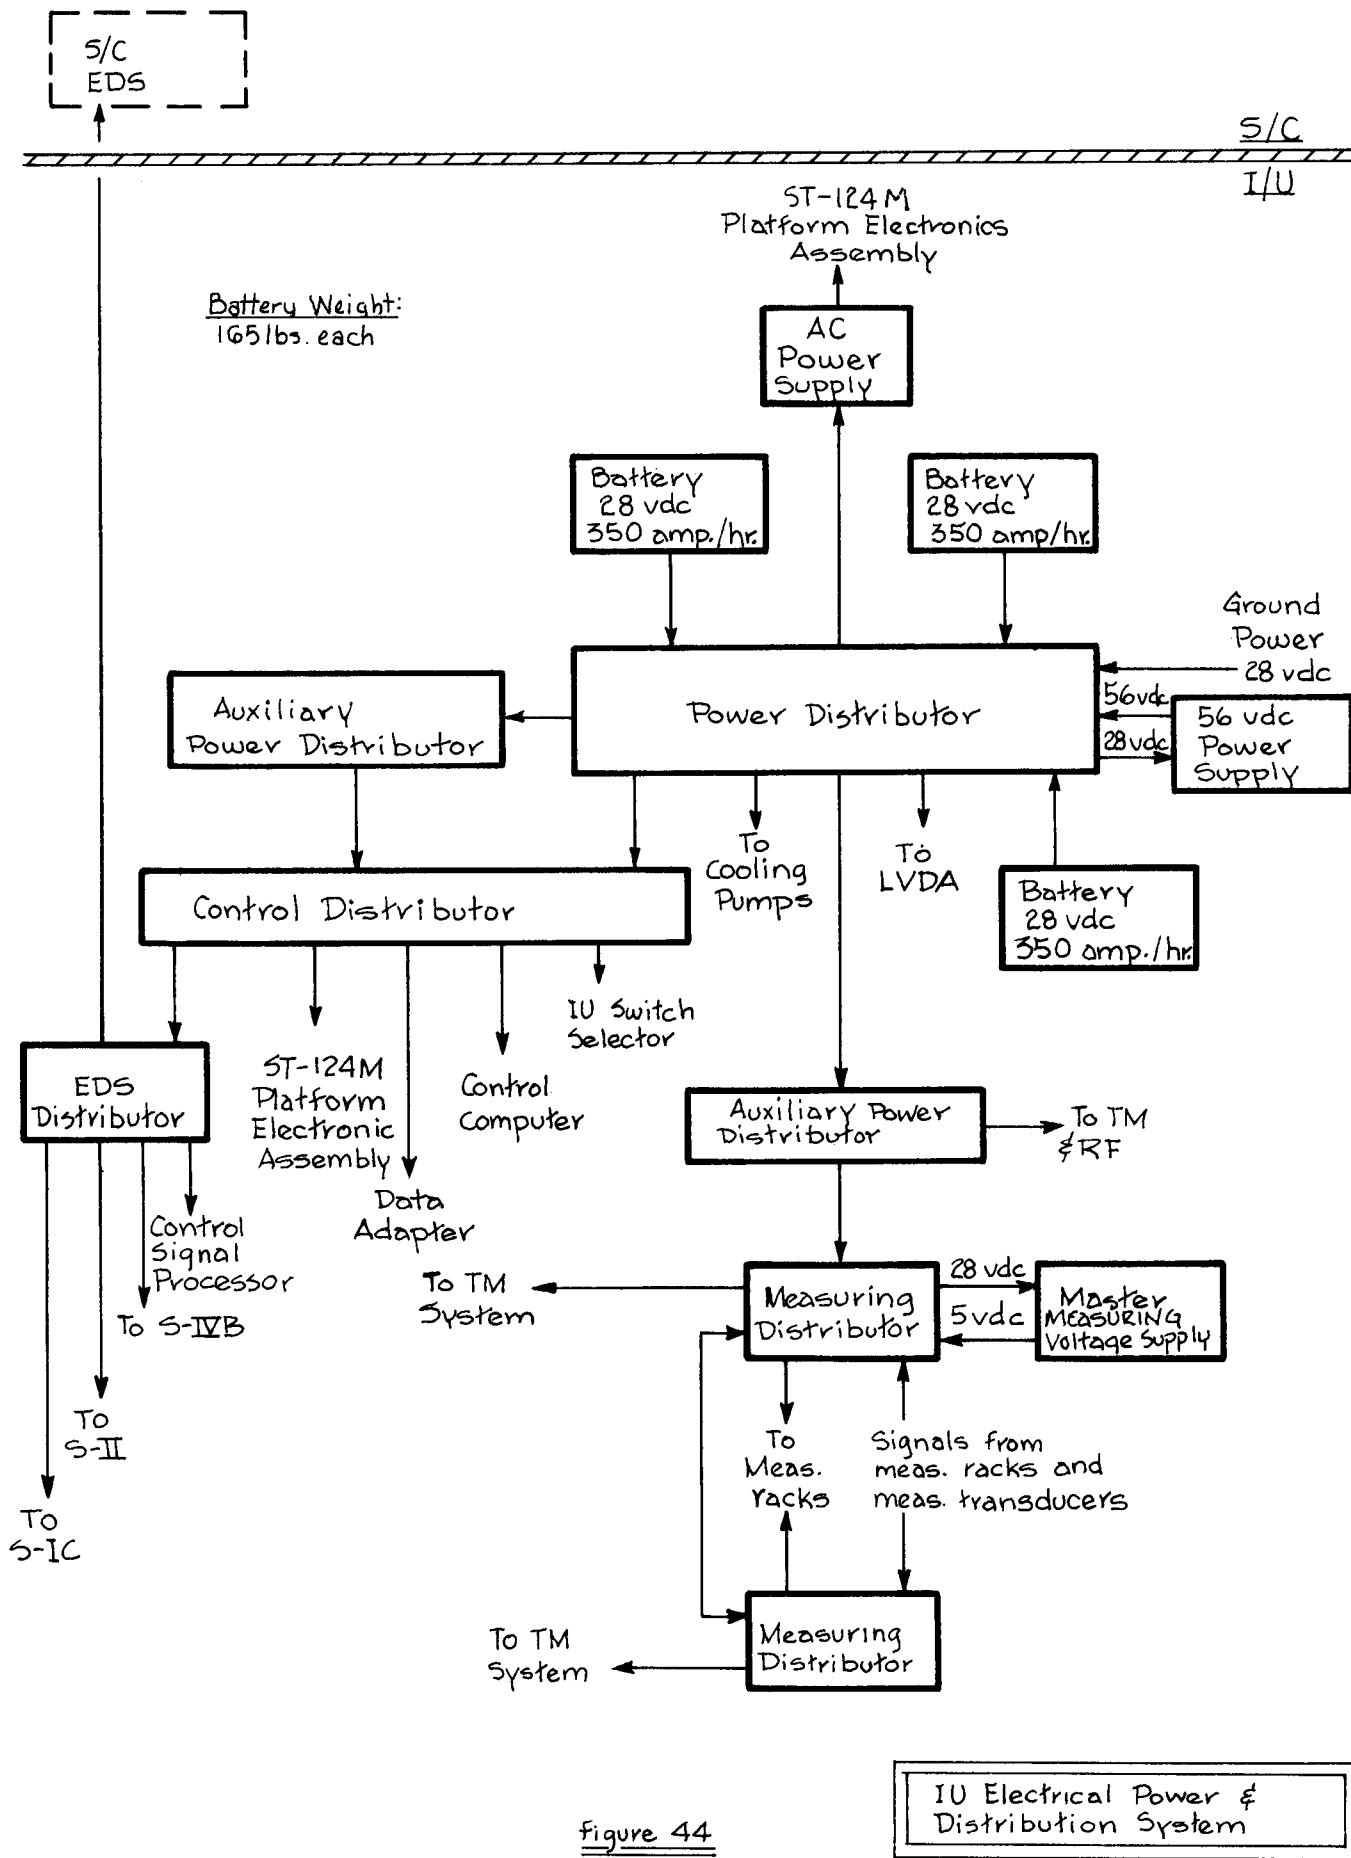 S/C
EDS
S/C
I/U
ST-124M
Platform Electronics
Assembly
Battery Weight:
165 lbs. each
AC
Power
Supply
Battery
28 vdc
350 amp./hr.
Battery
28 vdc
350 amp/hr.
Ground
Power
28 vdc
Auxiliary
Power Distributor
Power Distributor
56 vdc
28 vdc
56 vdc
Power
Supply
To
Cooling
Pumps
To
LVDA
Battery
28 vdc
350 amp./hr.
Control Distributor
IU Switch
Selector
EDS
Distributor
ST-124M
Platform
Electronic
Assembly
Control
Computer
Data
Adapter
Auxiliary Power
Distributor
To TM
& RF
Control
Signal
Processor
To S-IVB
To
S-II
To
S-IC
To TM
System
Measuring
Distributor
28 vdc
5 vdc
Master
MEASURING
Voltage Supply
To
Meas.
racks
Signals from
meas. racks and
meas. transducers
To TM
System
Measuring
Distributor
Figure 44
IU Electrical Power &
Distribution System